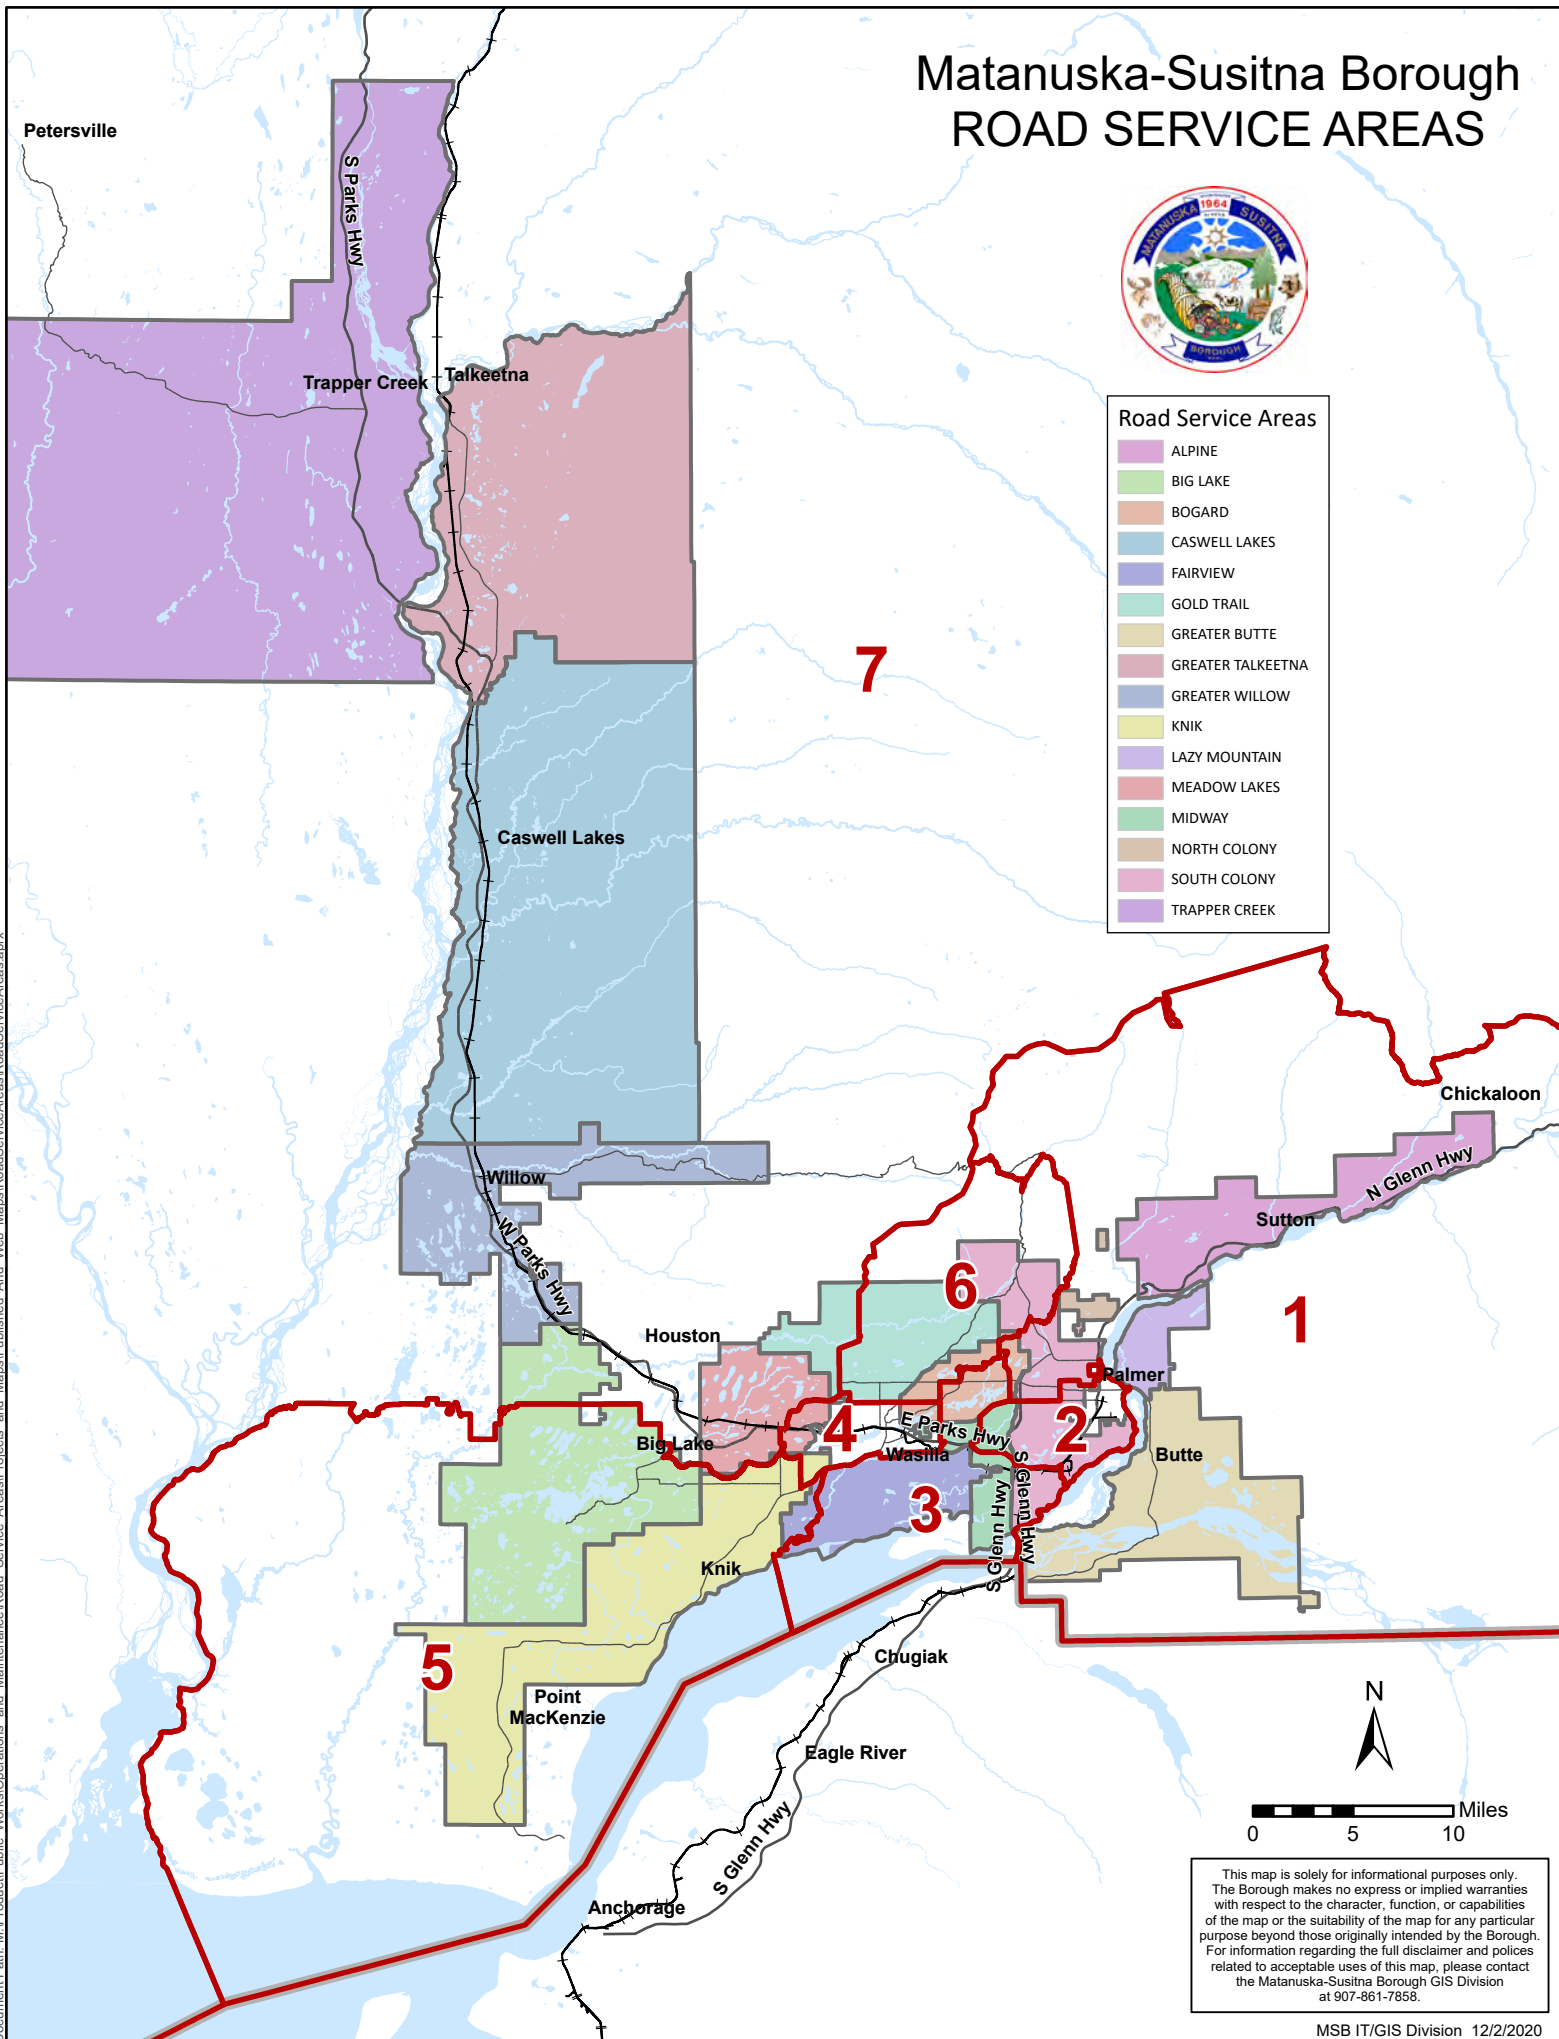 Matanuska-Susitna Borough
ROAD SERVICE AREAS
MATANUSKA
1964
SUSITNA
BOROUGH
Petersville
S Parks Hwy
Trapper Creek
Talkeetna
Road Service Areas
ALPINE
BIG LAKE
BOGARD
CASWELL LAKES
FAIRVIEW
GOLD TRAIL
GREATER BUTTE
GREATER TALKEETNA
GREATER WILLOW
KNIK
LAZY MOUNTAIN
MEADOW LAKES
MIDWAY
NORTH COLONY
SOUTH COLONY
TRAPPER CREEK
7
Caswell Lakes
Chickaloon
N Glenn Hwy
Willow
Sutton
W Parks Hwy
6
1
Houston
Palmer
4
E Parks Hwy
2
Big Lake
Wasilla
Butte
S Glenn Hwy
3
S Glenn Hwy
Knik
5
Chugiak
Point
MacKenzie
Eagle River
S Glenn Hwy
Anchorage
N
Miles
0 5 10
This map is solely for informational purposes only.
The Borough makes no express or implied warranties
with respect to the character, function, or capabilities
of the map or the suitability of the map for any particular
purpose beyond those originally intended by the Borough.
For information regarding the full disclaimer and polices
related to acceptable uses of this map, please contact
the Matanuska-Susitna Borough GIS Division
at 907-861-7858.
MSB IT/GIS Division 12/2/2020